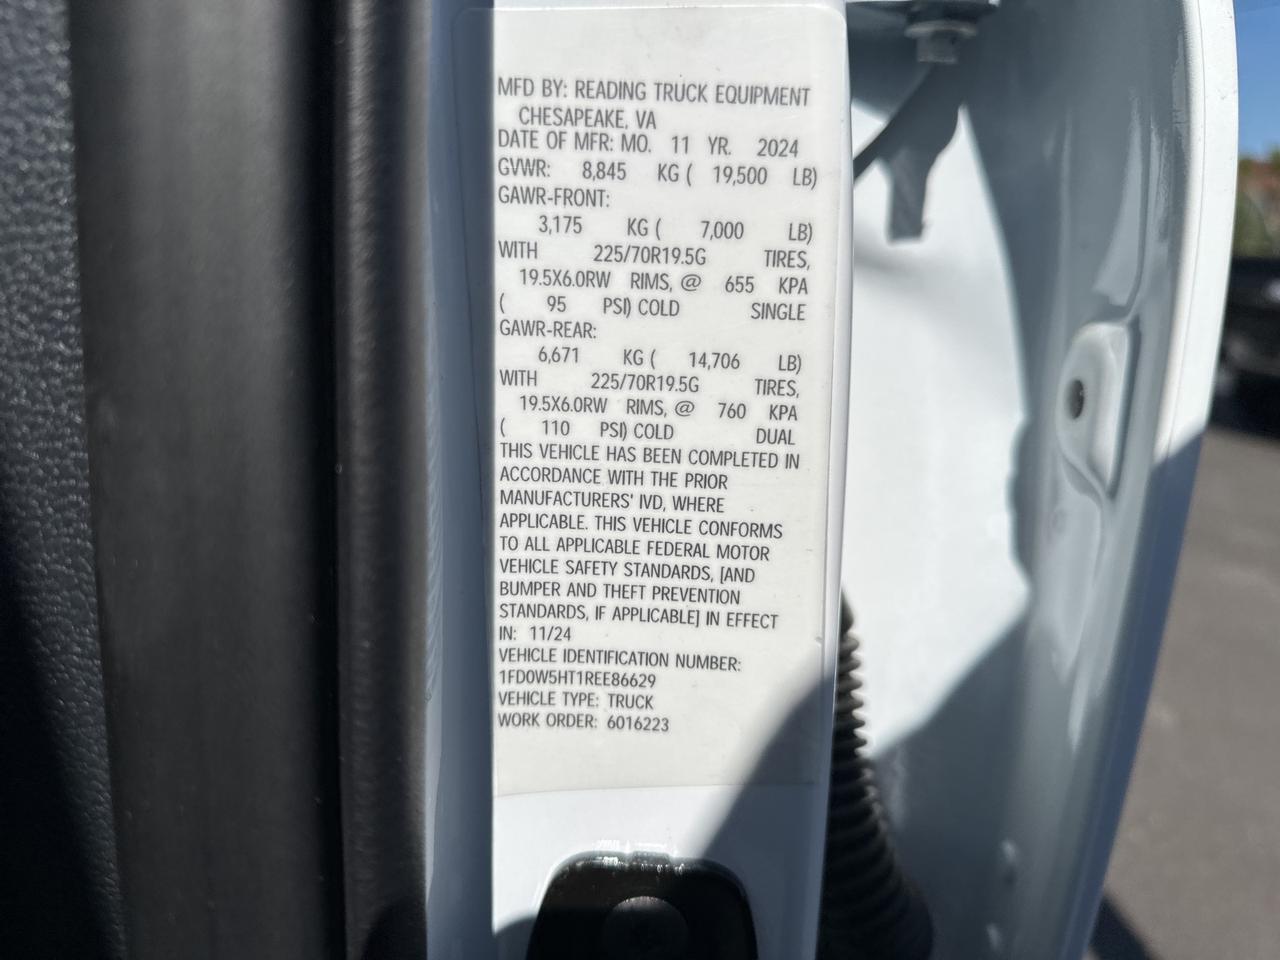 MFD BY: READING TRUCK EQUIPMENT
CHESAPEAKE, VA
DATE OF MFR: MO. 11 YR. 2024
GVWR: 8,845 KG ( 19,500 LB)
GAWR-FRONT:
3,175 KG ( 7,000 LB)
WITH 225/70R19.5G TIRES,
19.5X6.0RW RIMS, @ 655 KPA
( 95 PSI) COLD SINGLE
GAWR-REAR:
6,671 KG ( 14,706 LB)
WITH 225/70R19.5G TIRES,
19.5X6.0RW RIMS, @ 760 KPA
( 110 PSI) COLD DUAL
THIS VEHICLE HAS BEEN COMPLETED IN
ACCORDANCE WITH THE PRIOR
MANUFACTURERS' IVD, WHERE
APPLICABLE. THIS VEHICLE CONFORMS
TO ALL APPLICABLE FEDERAL MOTOR
VEHICLE SAFETY STANDARDS, [AND
BUMPER AND THEFT PREVENTION
STANDARDS, IF APPLICABLE] IN EFFECT
IN: 11/24
VEHICLE IDENTIFICATION NUMBER:
1FD0W5HT1REE86629
VEHICLE TYPE: TRUCK
WORK ORDER: 6016223